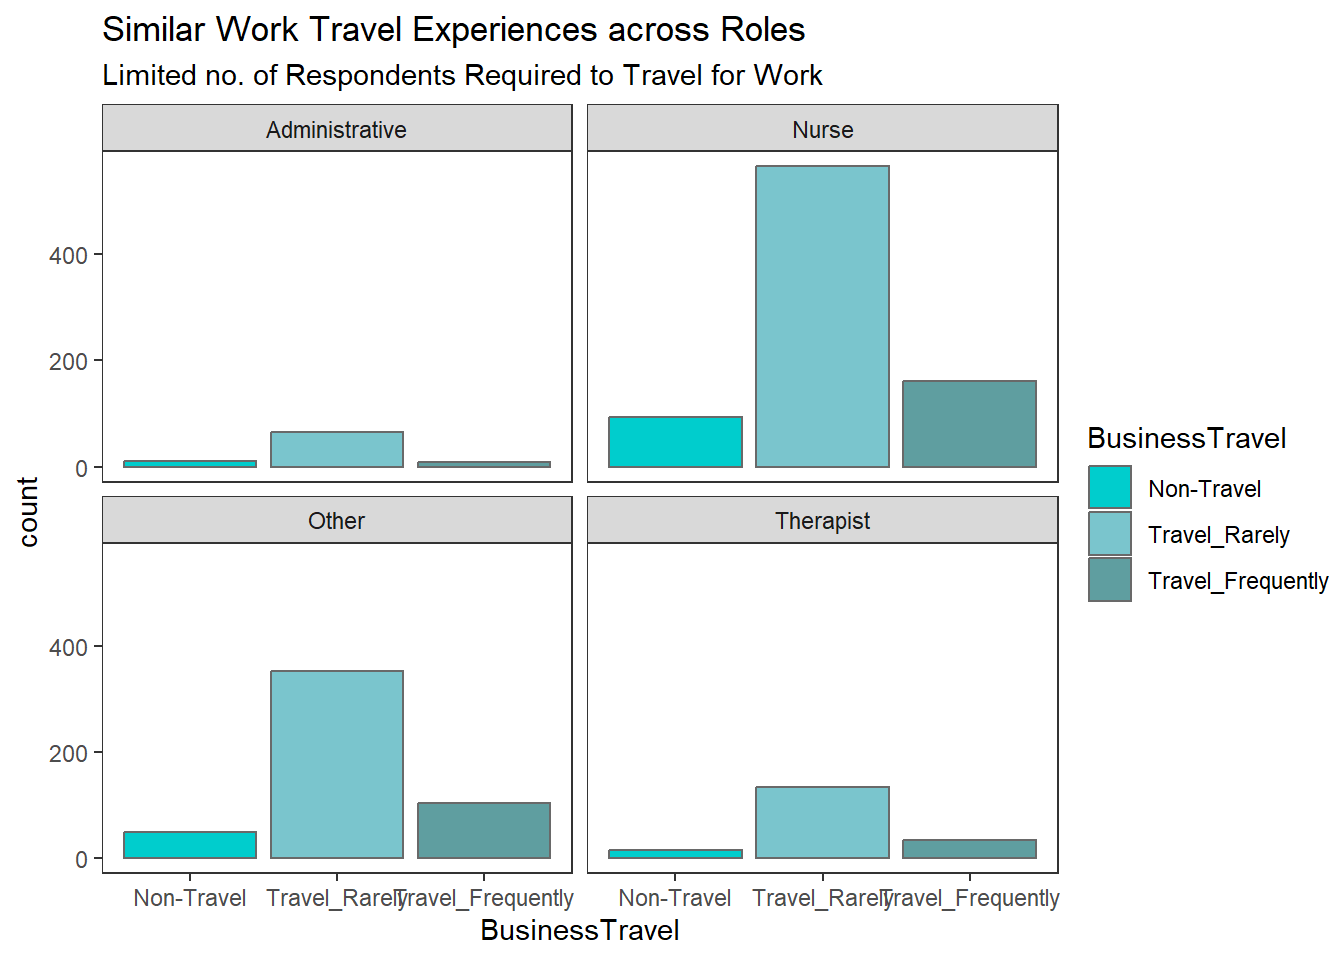 Similar Work Travel Experiences across Roles
Limited no. of Respondents Required to Travel for Work
Administrative
Nurse
400
200
0
Other
Therapist
400
200
0
count
Non-Travel
Travel_Rarely
Travel_Frequently
Non-Travel
Travel_Rarely
Travel_Frequently
BusinessTravel
BusinessTravel
Non-Travel
Travel_Rarely
Travel_Frequently